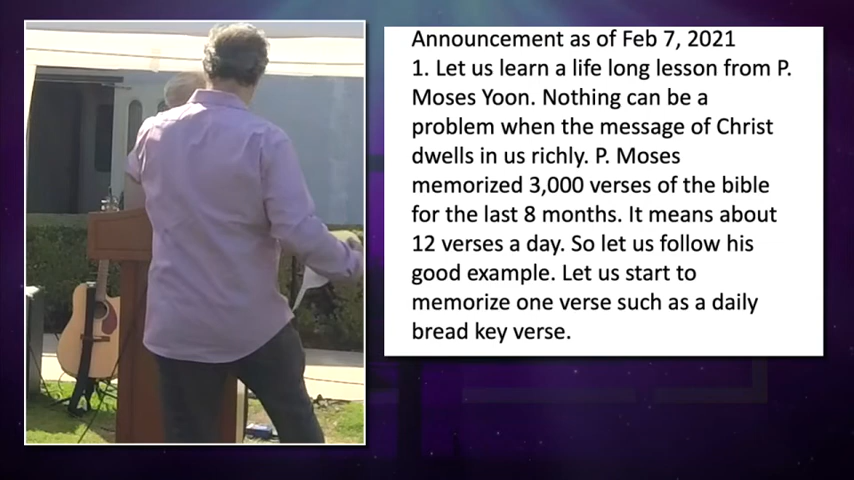 Announcement as of Feb 7, 2021
1. Let us learn a life long lesson from P.
Moses Yoon. Nothing can be a
problem when the message of Christ
dwells in us richly. P. Moses
memorized 3,000 verses of the bible
for the last 8 months. It means about
12 verses a day. So let us follow his
good example. Let us start to
memorize one verse such as a daily
bread key verse.